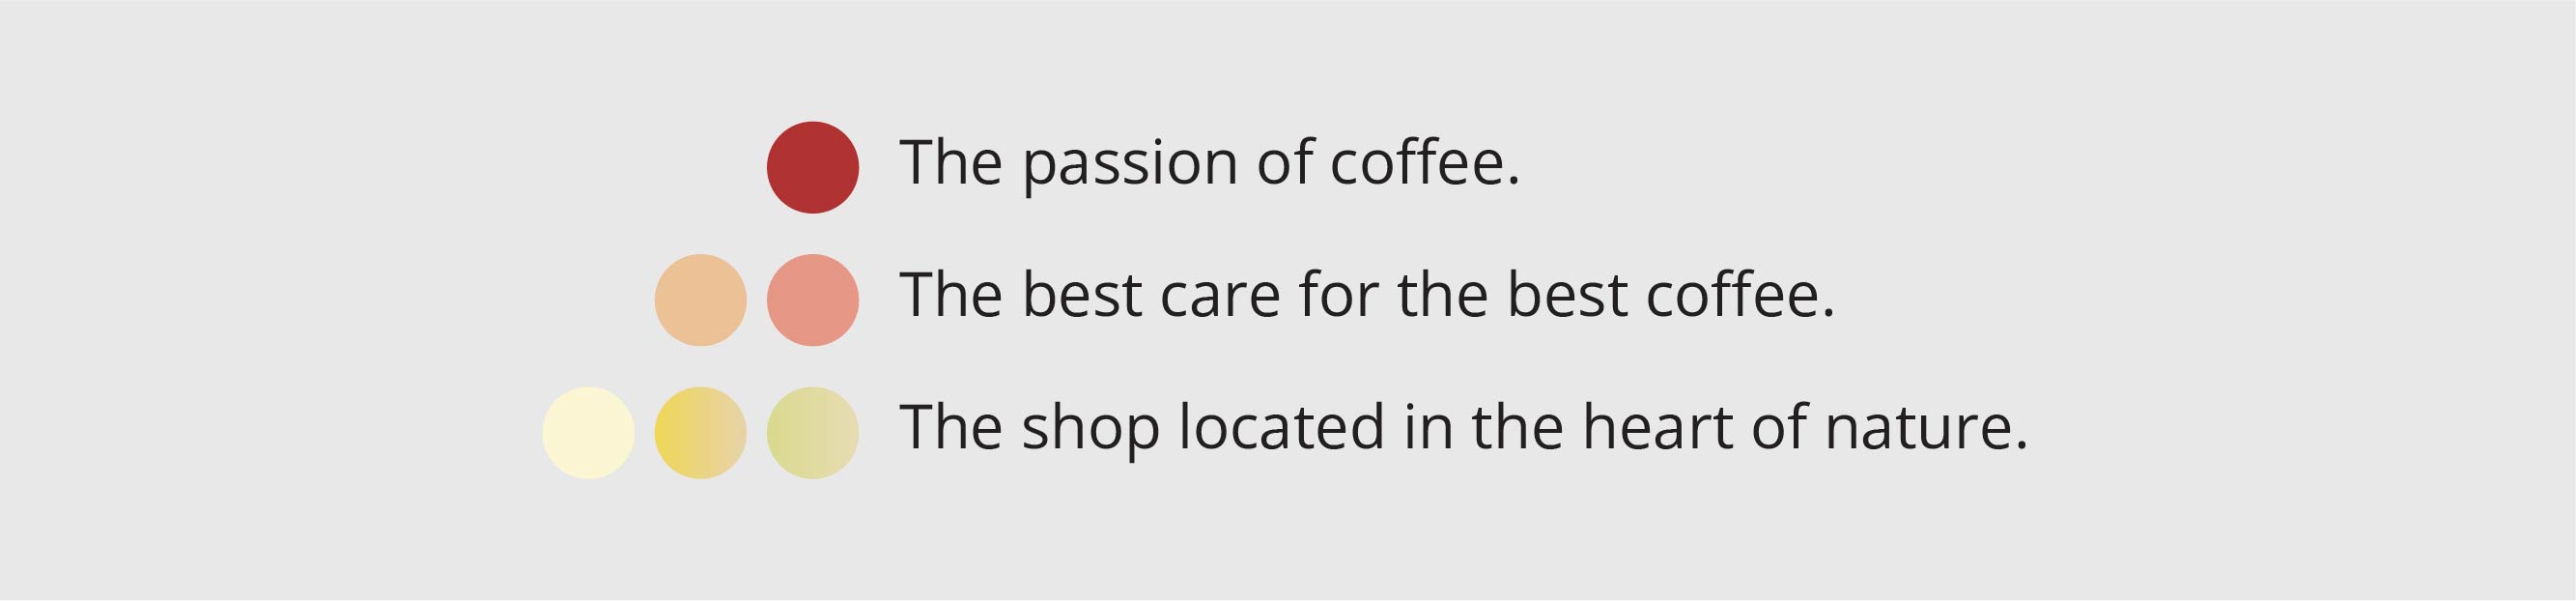 The passion of coffee.
The best care for the best coffee.
The shop located in the heart of nature.